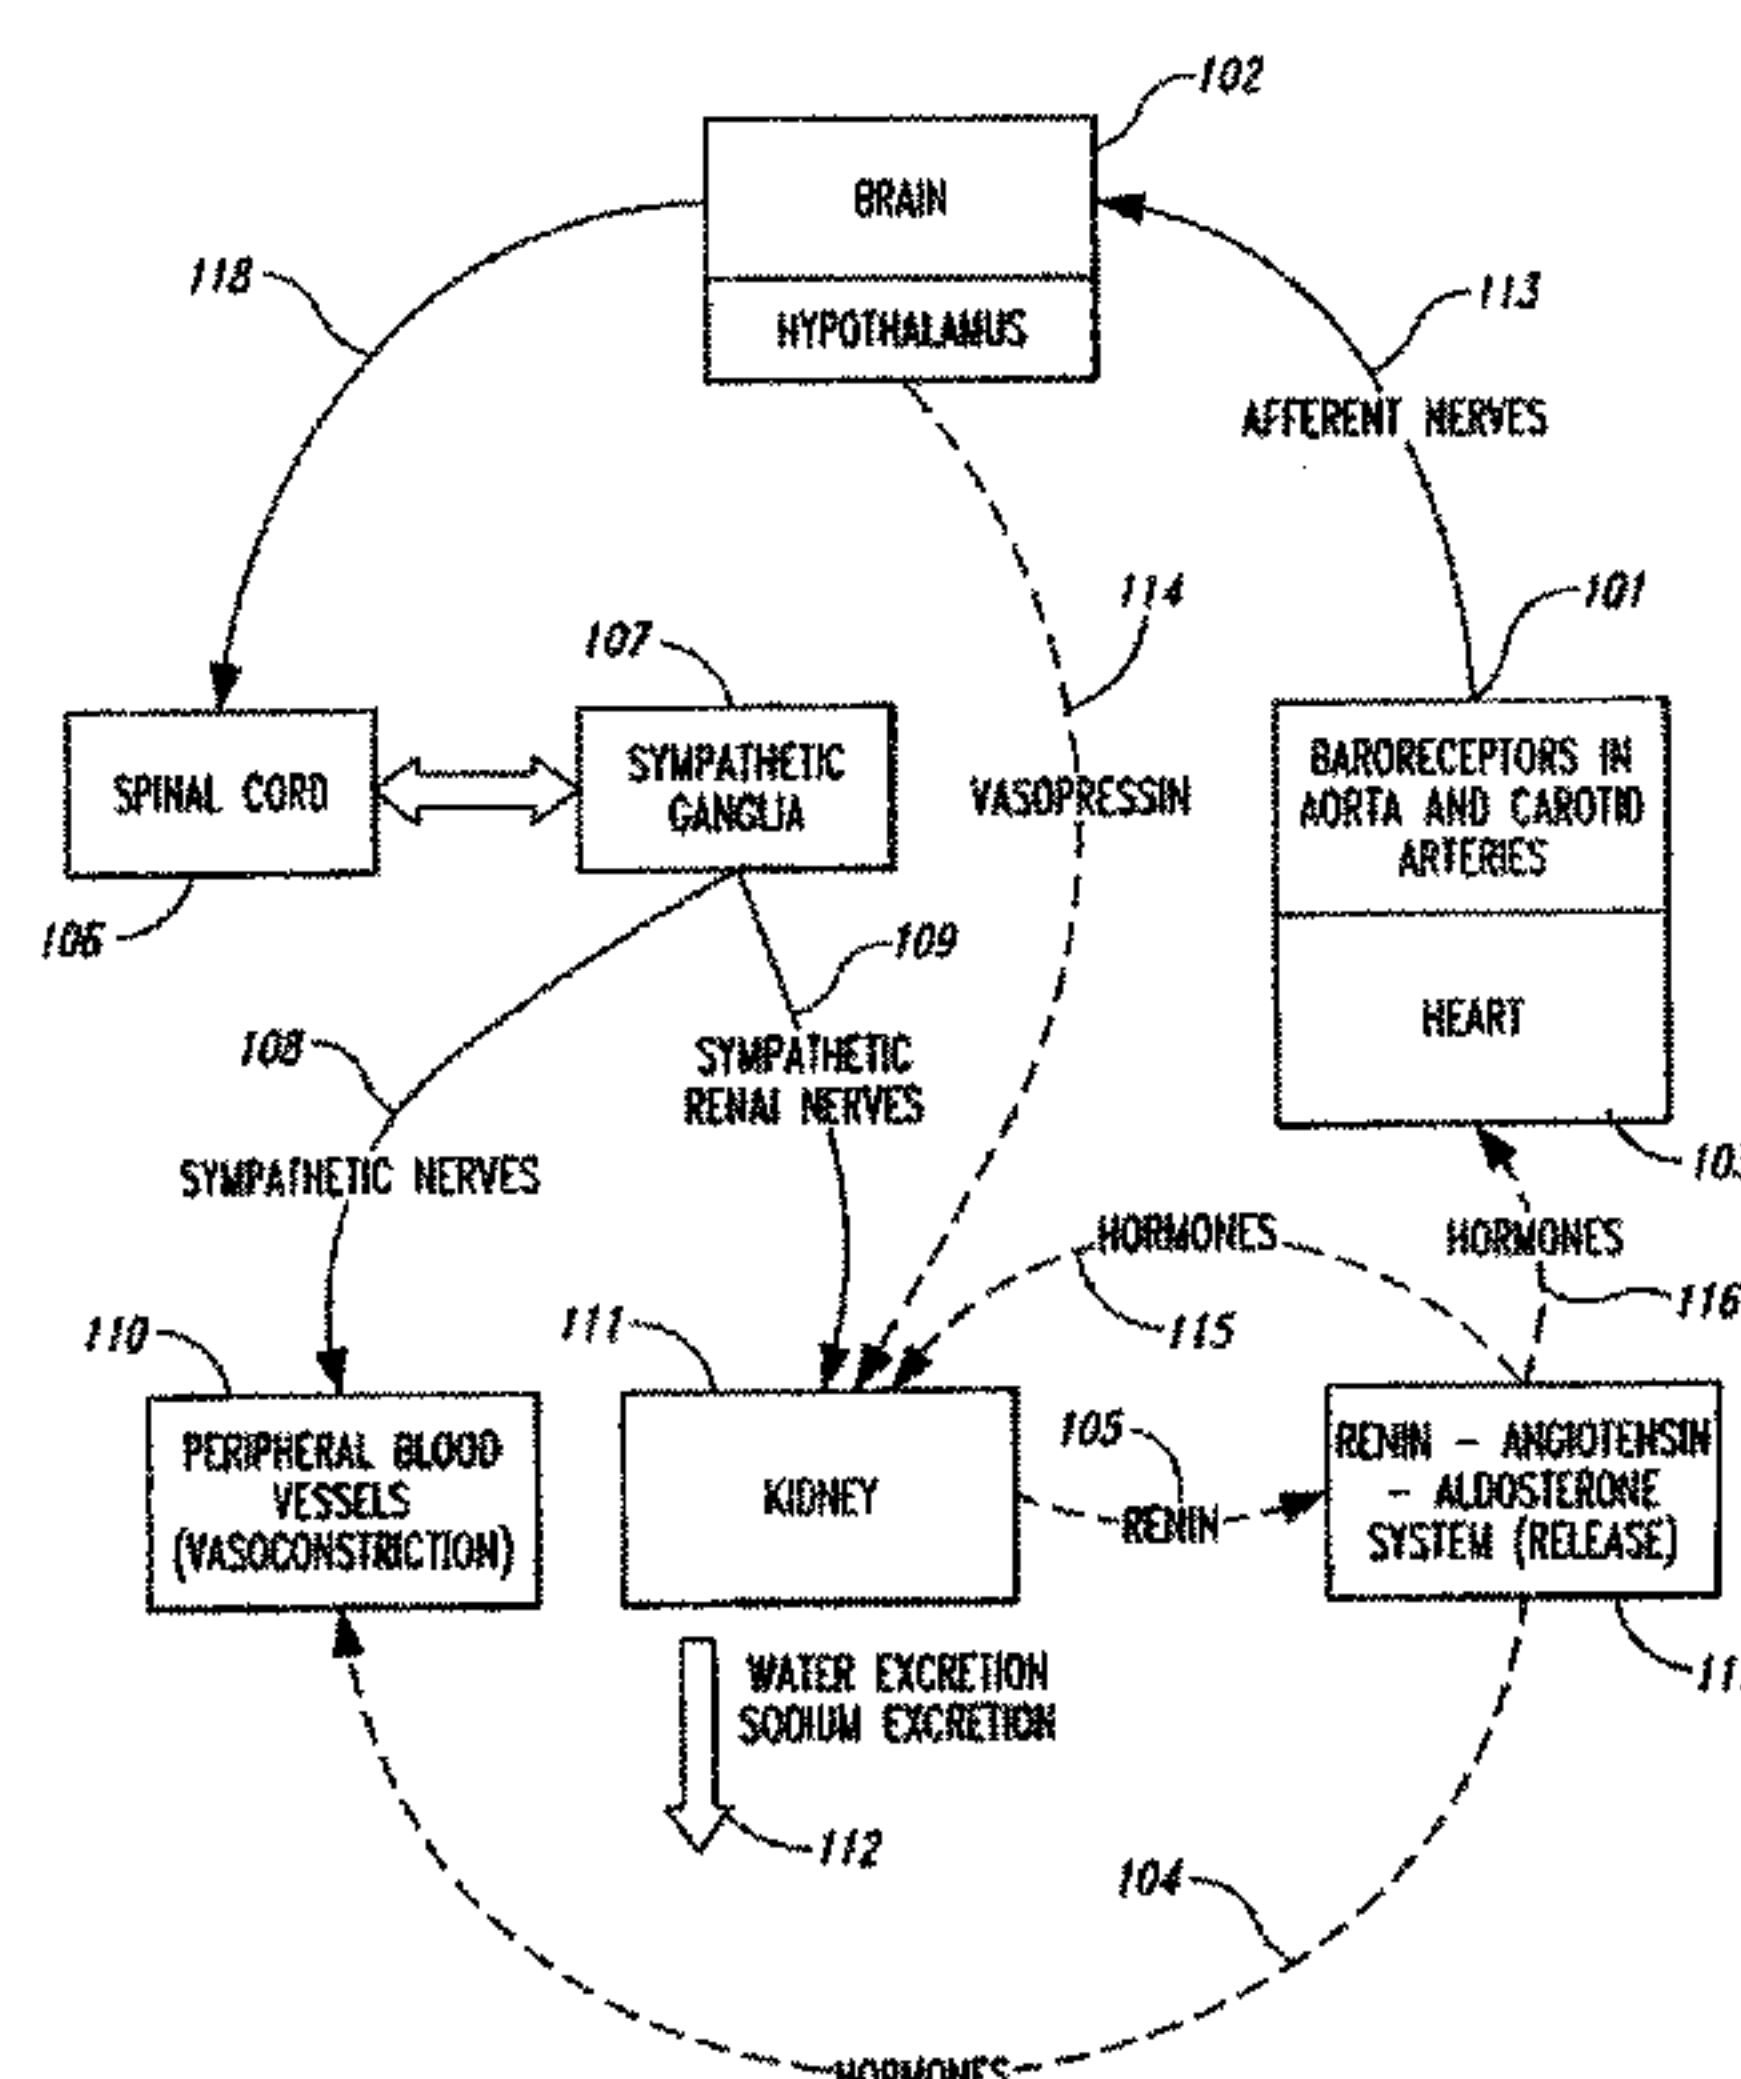 102
BRAIN
118
113
HYPOTHALAMUS
AFFERENT NERVES
114
101
107
SPINAL CORD
SYMPATHETIC
GANGLIA
VASOPRESSIN
BARORECEPTORS IN
AORTA AND CAROTID
ARTERIES
106
109
HEART
108
SYMPATHETIC
RENAI NERVES
SYMPATHETIC NERVES
HORMONES
HORMONES
116
110
111
115
105
PERIPHERAL BLOOD
VESSELS
(VASOCONSTRICTION)
KIDNEY
RENIN
RENIN - ANGIOTENSIN
- ALDOSTERONE
SYSTEM (RELEASE)
WATER EXCRETION
SODIUM EXCRETION
112
104
HORMONES